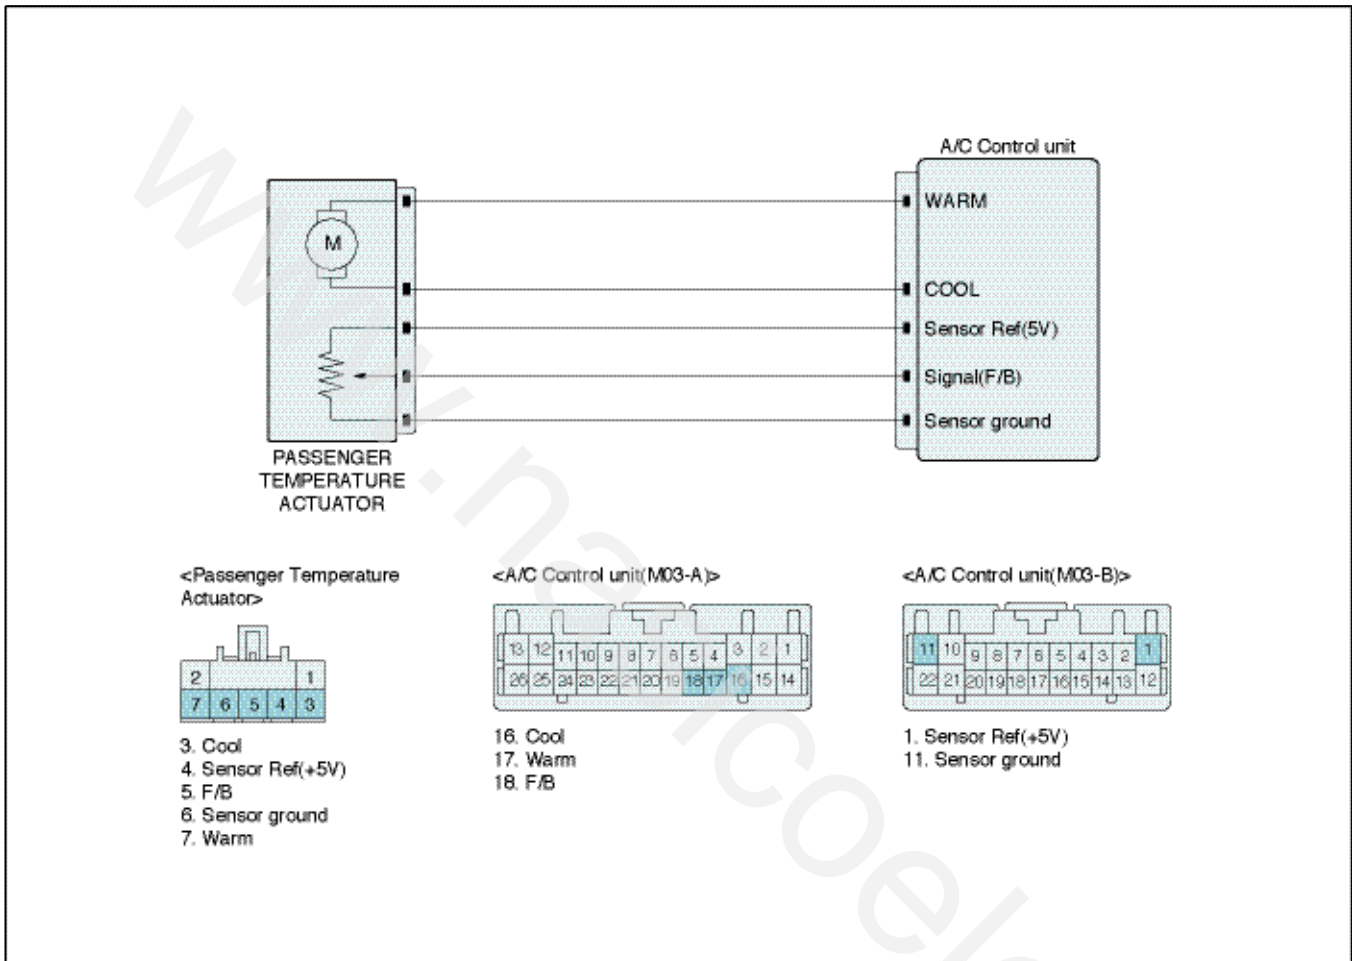 A/C Control unit
WARM
M
COOL
Sensor Ref(5V)
Signal(F/B)
Sensor ground
PASSENGER
TEMPERATURE
ACTUATOR
<Passenger Temperature
Actuator>
2 1
7 6 5 4 3
3. Cool
4. Sensor Ref(+5V)
5. F/B
6. Sensor ground
7. Warm
<A/C Control unit(M03-A)>
13 12 11 10 9 8 7 6 5 4 3 2 1
26 25 24 23 22 21 20 19 18 17 16 15 14
16. Cool
17. Warm
18. F/B
<A/C Control unit(M03-B)>
11 10 9 8 7 6 5 4 3 2 1
22 21 20 19 18 17 16 15 14 13 12
1. Sensor Ref(+5V)
11. Sensor ground